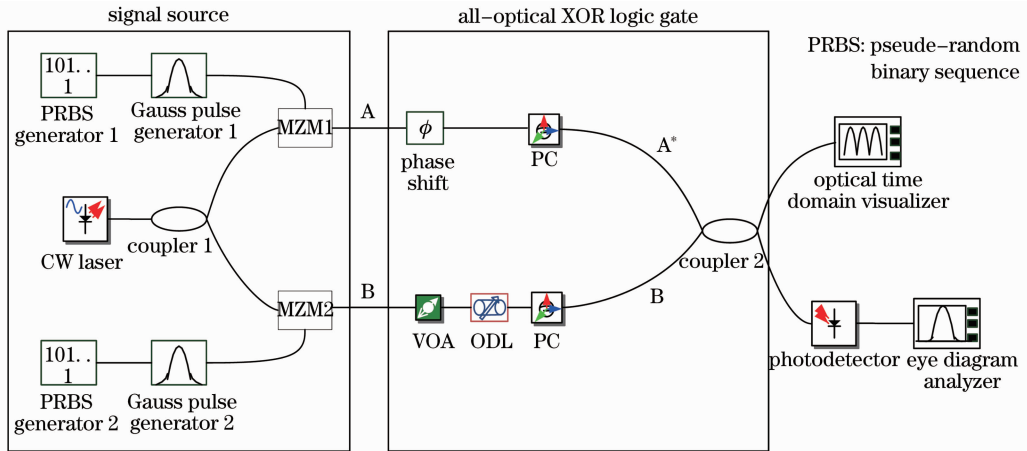 signal source
all-optical XOR logic gate
PRBS: pseude-random
binary sequence
101..
1
PRBS
generator 1
Gauss pulse
generator 1
MZM1
A
ϕ
phase
shift
PC
A*
optical time
domain visualizer
CW laser
coupler 1
coupler 2
MZM2
B
B
VOA
ODL
PC
photodetector
eye diagram
analyzer
101..
1
PRBS
generator 2
Gauss pulse
generator 2